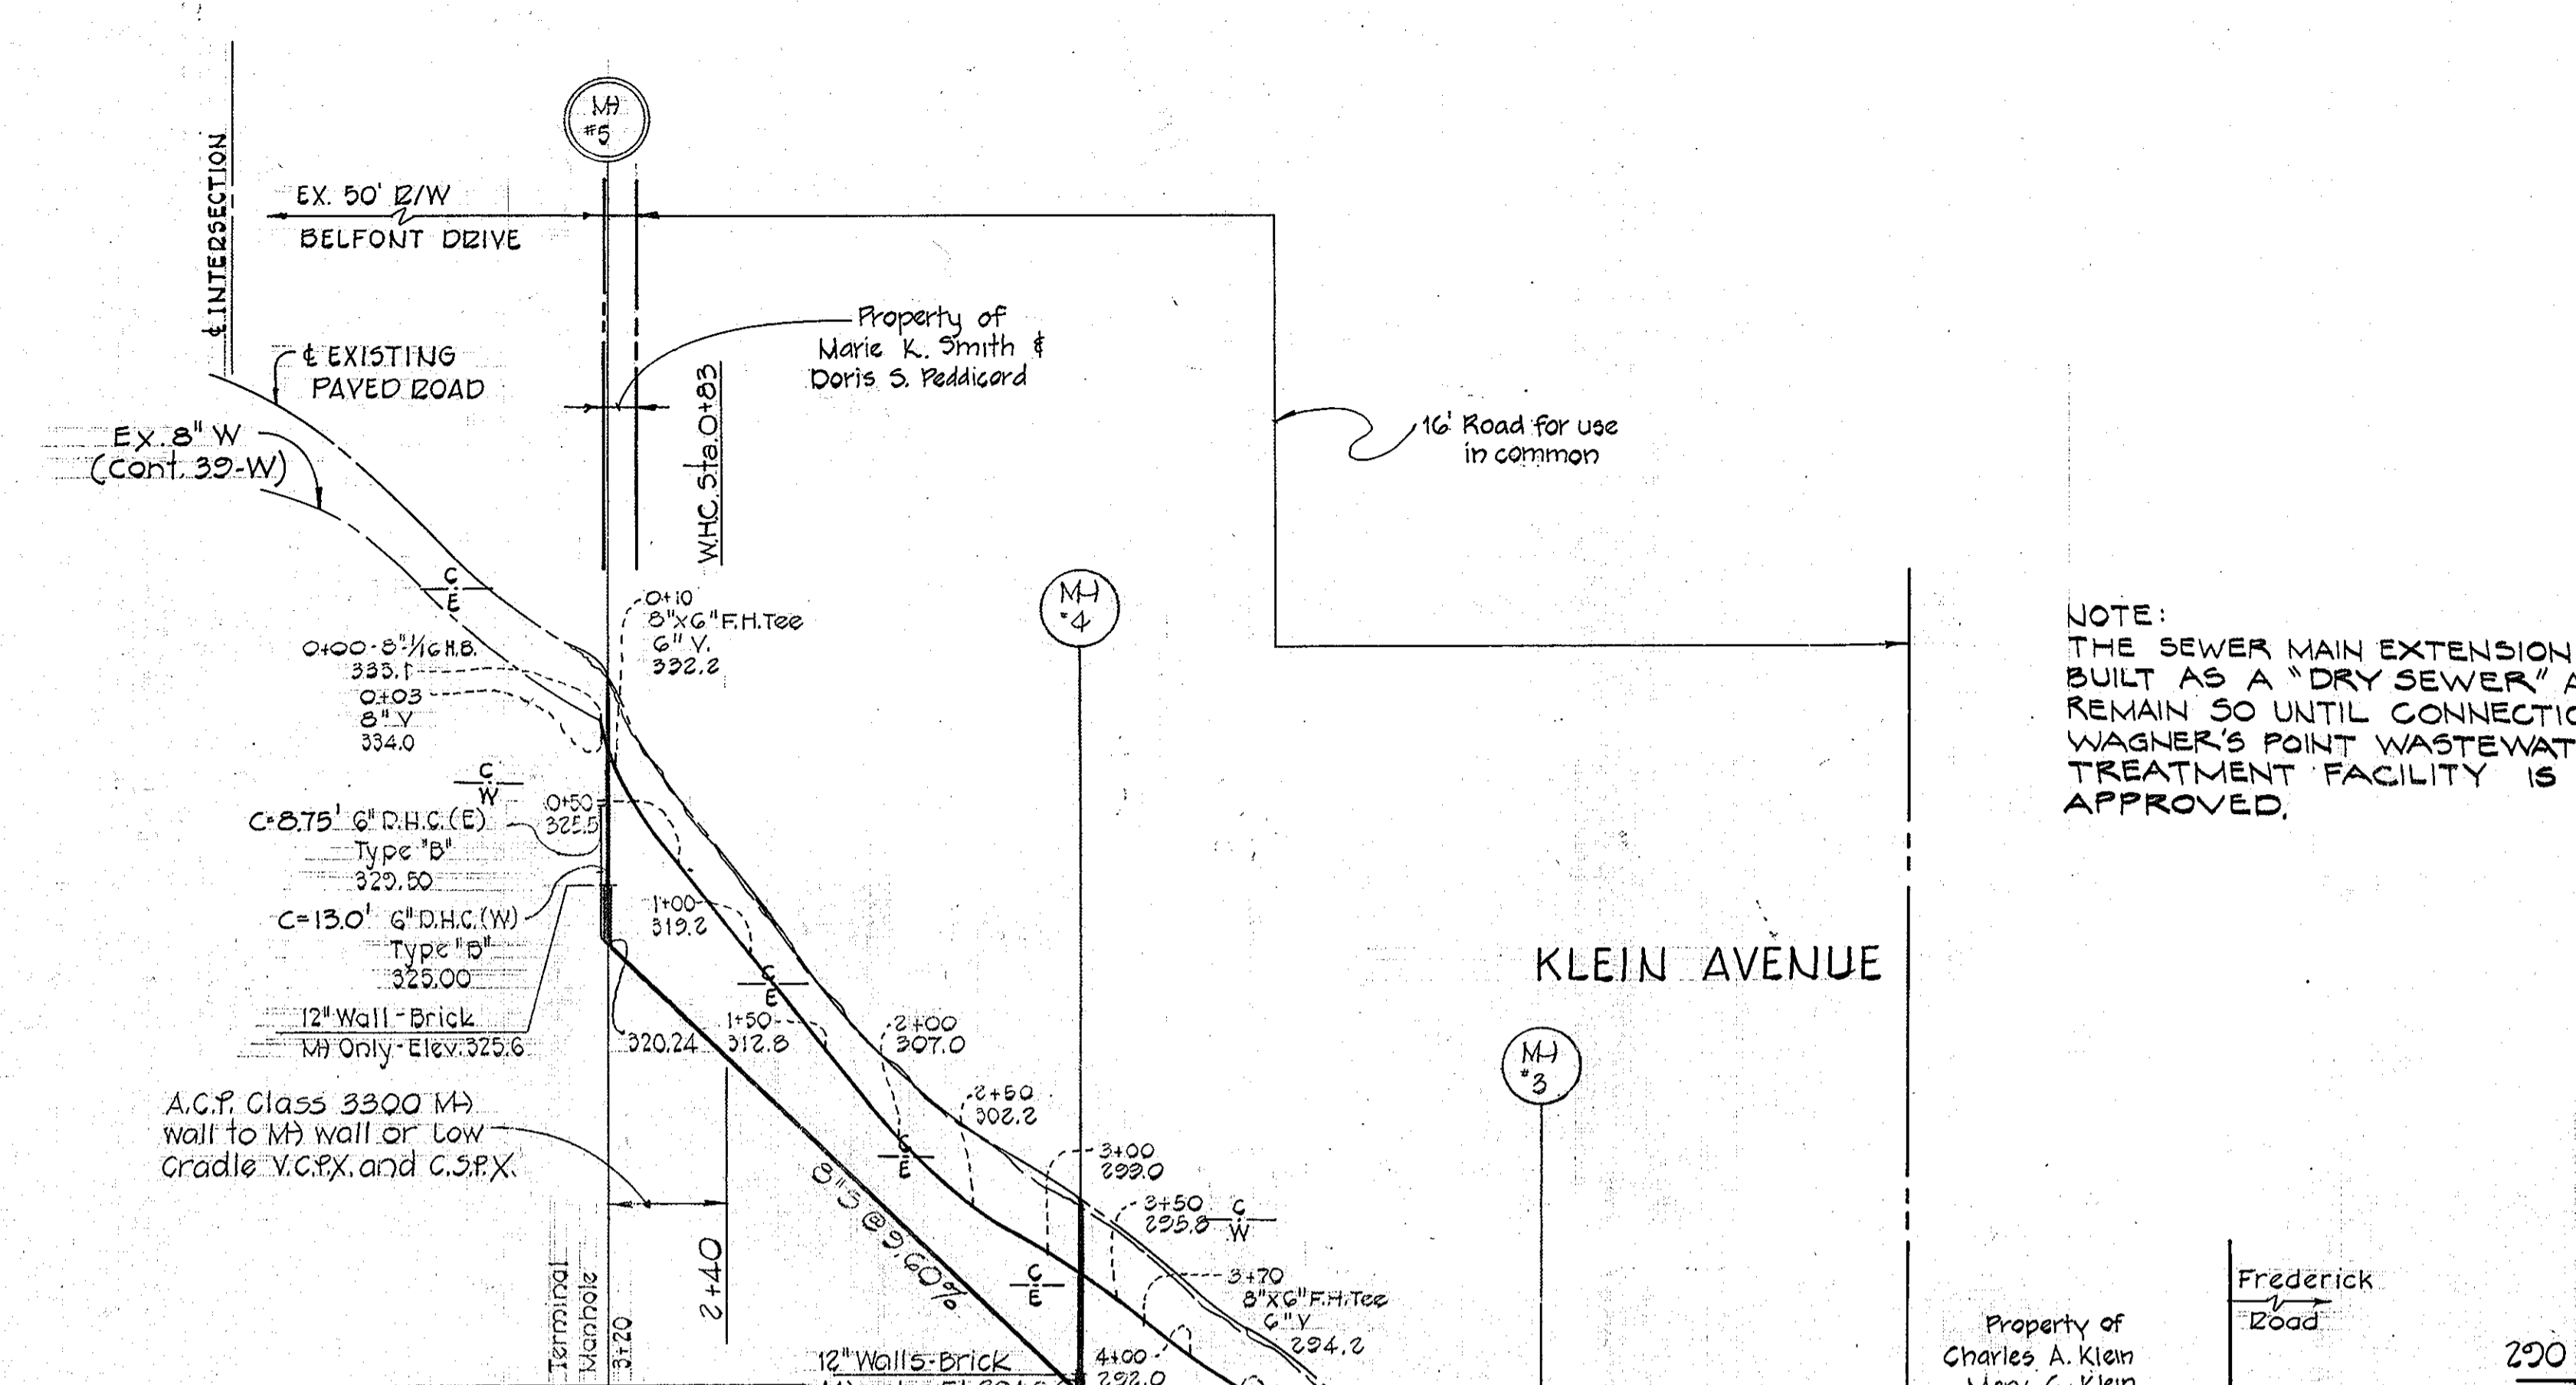 MH
#5
℄ INTERSECTION
EX. 50' R/W
BELFONT DRIVE
Property of
Marie K. Smith &
Doris S. Peddicord
℄ EXISTING
PAVED ROAD
Ex. 8" W
(Cont. 39-W)
W.H.C. Sta. 0+83
16' Road for use
in common
C
E
0+10
8"x6" F.H. Tee
6" V.
332.2
MH
#4
NOTE:
THE SEWER MAIN EXTENSION
BUILT AS A "DRY SEWER"
REMAIN SO UNTIL
WAGNER'S POINT
TREATMENT FACILITY IS
APPROVED.
0+00-8"-1/16 H.B.
335.1
0+03
8" V
334.0
C
W
0+50
325.5
C=8.75' 6" D.H.C. (E)
Type "B"
329.50
C=13.0' 6" D.H.C. (W)
Type "B"
325.00
1+00
319.2
KLEIN AVENUE
12" Wall-Brick
MH Only-Elev. 325.6
320.24
C
E
1+50
312.8
2+00
307.0
MH
#3
A.C.P. Class 3300 MH
wall to MH wall or Low
Cradle V.C.P.X. and C.S.P.X.
2+50
302.2
C
E
3+00
299.0
8"S @ 9.60%
3+50
295.8
C
W
2+40
C
E
3+70
8"x6" F.H. Tee
6" V
294.2
Terminal
Manhole
3+20
12" Walls-Brick
4+00
292.0
Frederick
Road
Property of
Charles A. Klein
290